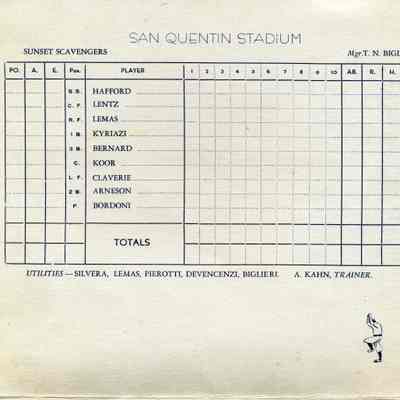 SAN QUENTIN STADIUM
SUNSET SCAVENGERS Mgr. T. N. BIGL
PO. A. E. Pos. PLAYER 1 2 3 4 5 6 7 8 9 10 AB. R. H.
S S. HAFFORD
C. F. LENTZ
R. F. LEMAS
1 B. KYRIAZI
3 B. BERNARD
C. KOOR
L. F. CLAVERIE
2 B. ARNESON
P BORDONI
TOTALS
UTILITIES—SILVERA, LEMAS, PIEROTTI, DEVENCENZI, BIGLIERI. A. KAHN, TRAINER.